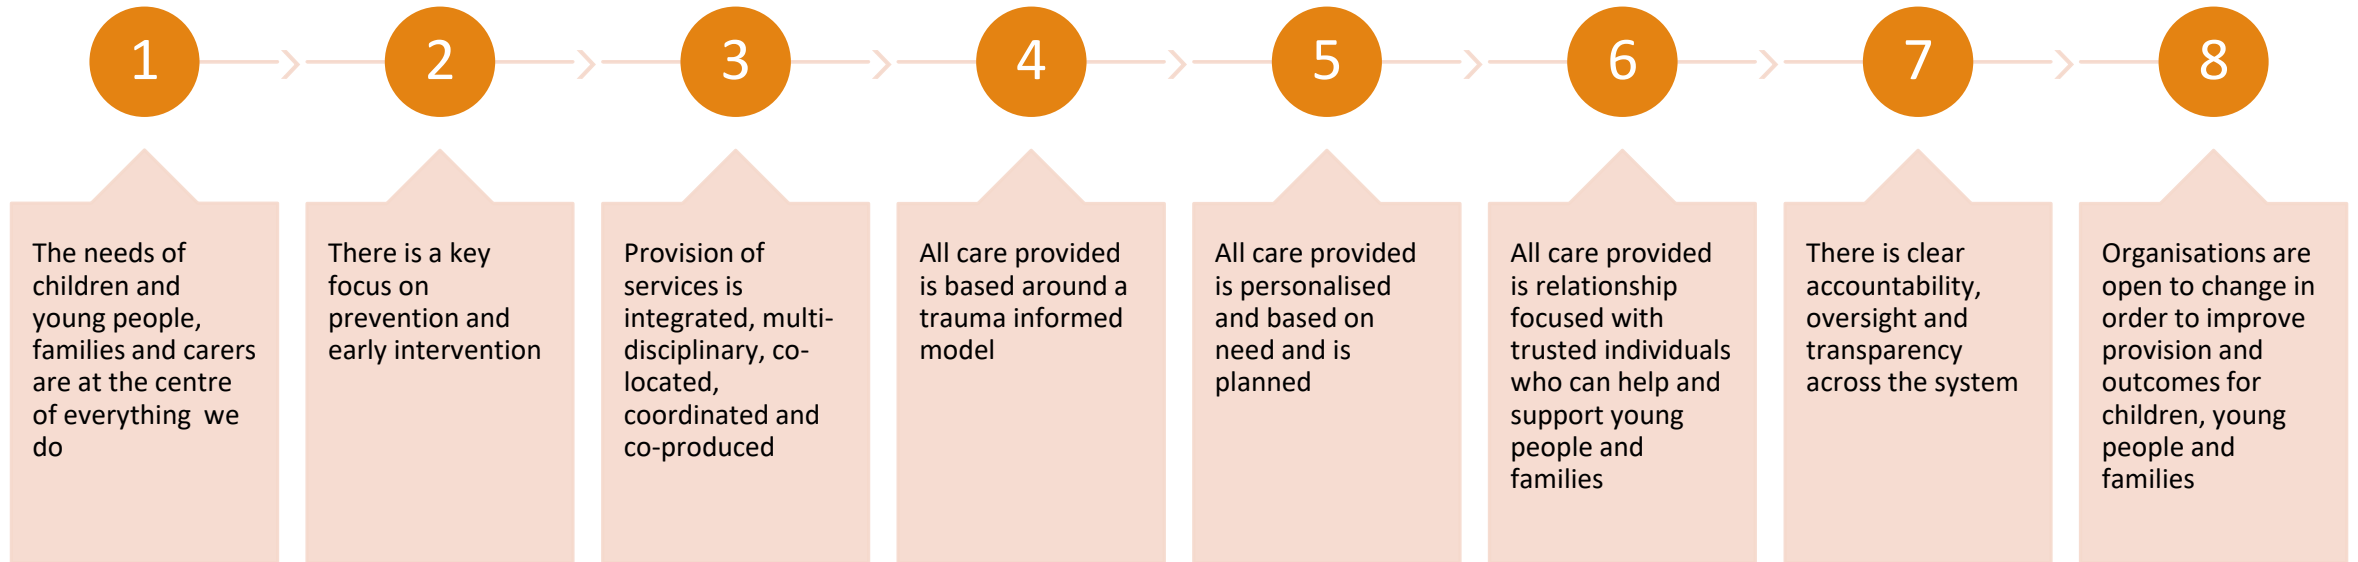 1
The needs of
children and
young people,
families and carers
are at the centre
of everything  we
do
2
There is a key
focus on
prevention and
early intervention
3
Provision of
services is
integrated, multi-
disciplinary, co-
located,
coordinated and
co-produced
4
All care provided
is based around a
trauma informed
model
5
All care provided
is personalised
and based on
need and is
planned
6
All care provided
is relationship
focused with
trusted individuals
who can help and
support young
people and
families
7
There is clear
accountability,
oversight and
transparency
across the system
8
Organisations are
open to change in
order to improve
provision and
outcomes for
children, young
people and
families